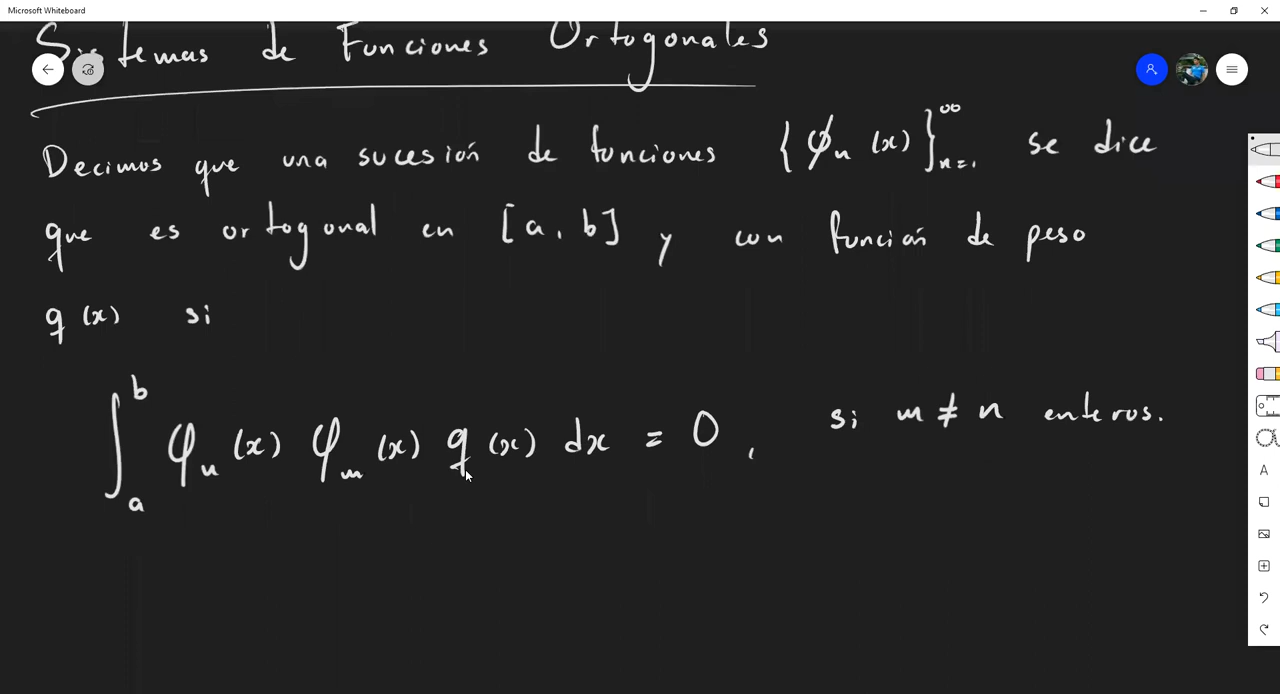 Microsoft Whiteboard
Sistemas de Funciones Ortogonales
Decimos que una sucesión de funciones {φₙ(x)}ₙ₌₁^∞ se dice
que es ortogonal en [a, b] y con función de peso
q(x) si
∫ₐᵇ φₙ(x) φₘ(x) q(x) dx = 0, si m ≠ n enteros.
A